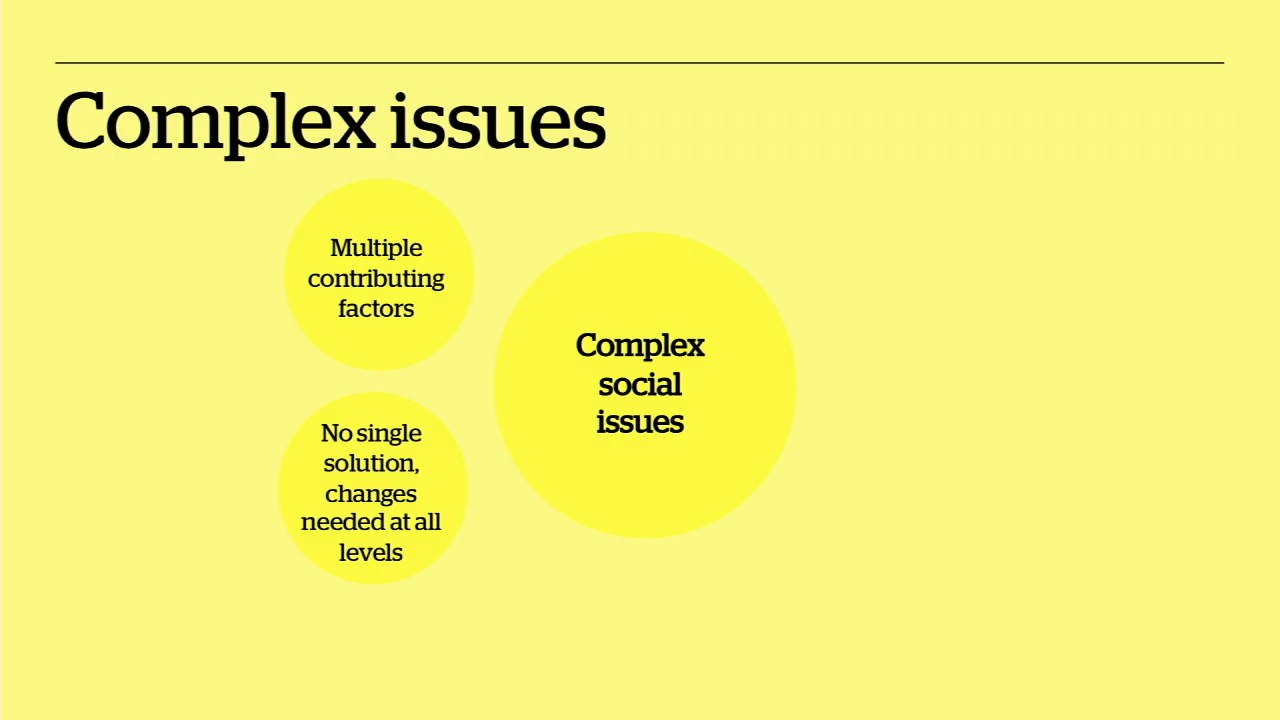 Complex issues
Multiple
contributing
factors
Complex
social
issues
No single
solution,
changes
needed at all
levels